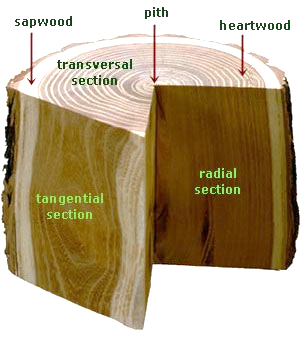 pith
sapwood
heartwood
transversal
section
radial
section
tangential
section